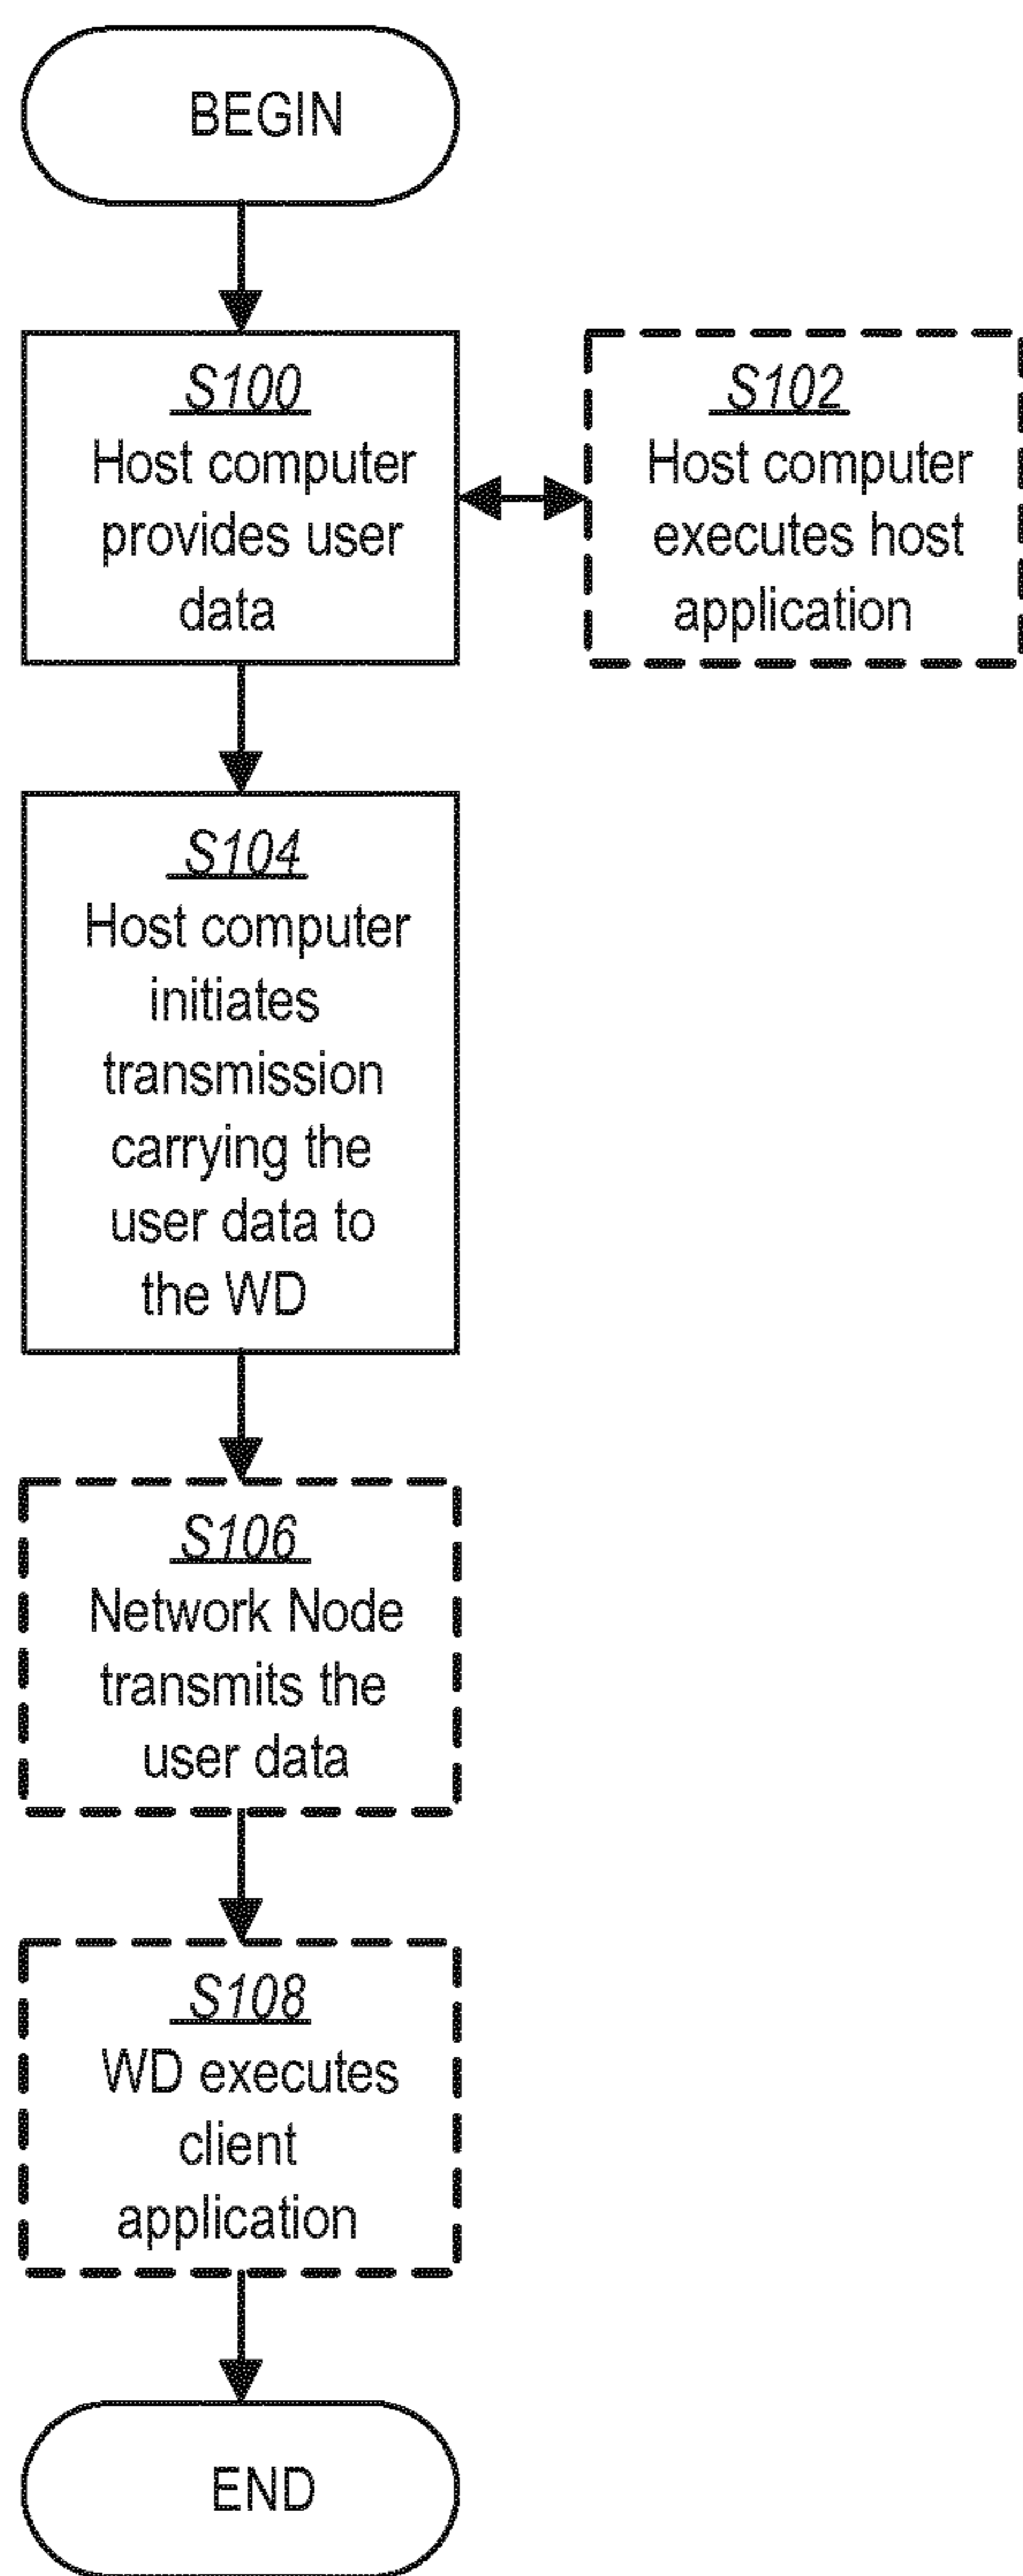 BEGIN
S100
Host computer
provides user
data
S102
Host computer
executes host
application
S104
Host computer
initiates
transmission
carrying the
user data to
the WD
S106
Network Node
transmits the
user data
S108
WD executes
client
application
END